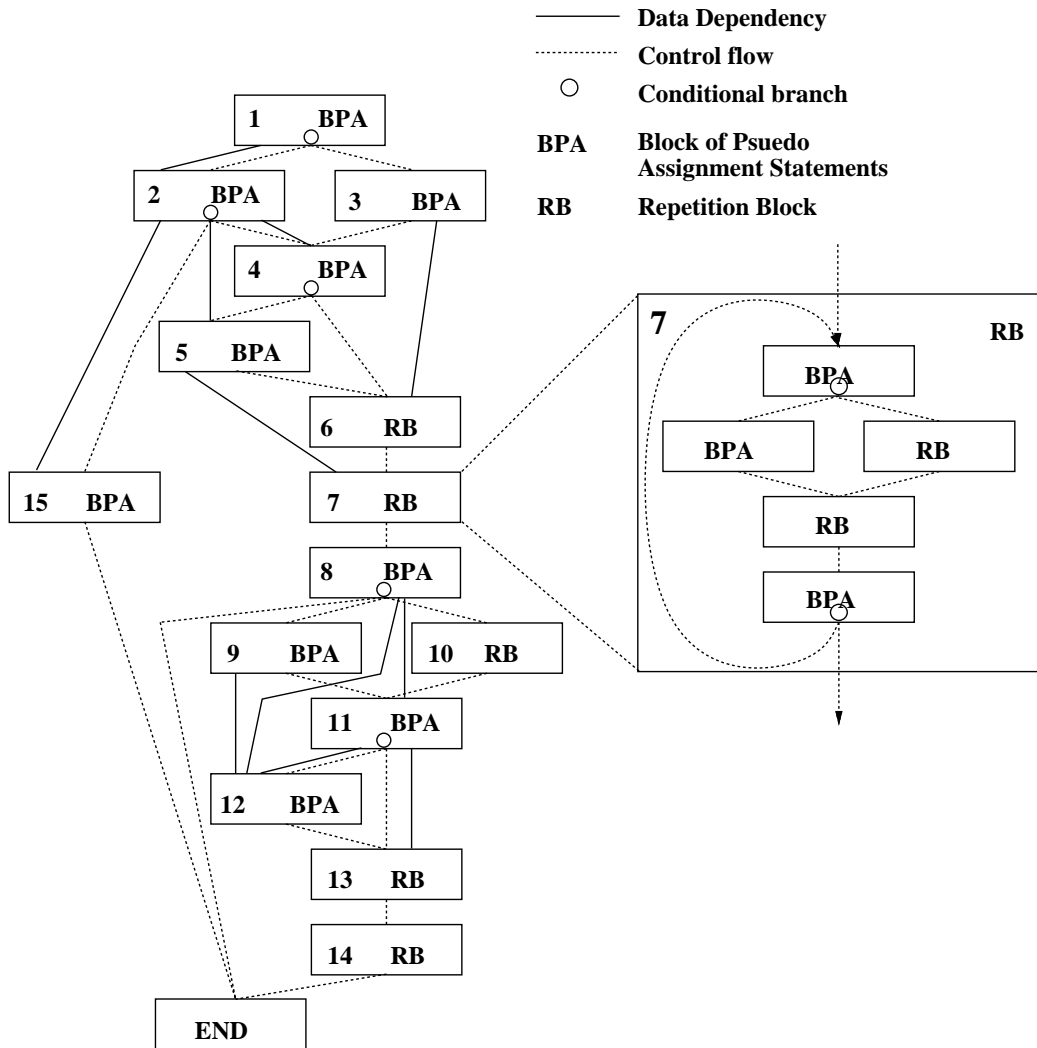 Data Dependency
Control flow
Conditional branch
BPA Block of Psuedo
Assignment Statements
RB Repetition Block
1 BPA
2 BPA
3 BPA
4 BPA
5 BPA
6 RB
15 BPA
7 RB
8 BPA
9 BPA
10 RB
11 BPA
12 BPA
13 RB
14 RB
END
7 RB
BPA
BPA
RB
RB
BPA